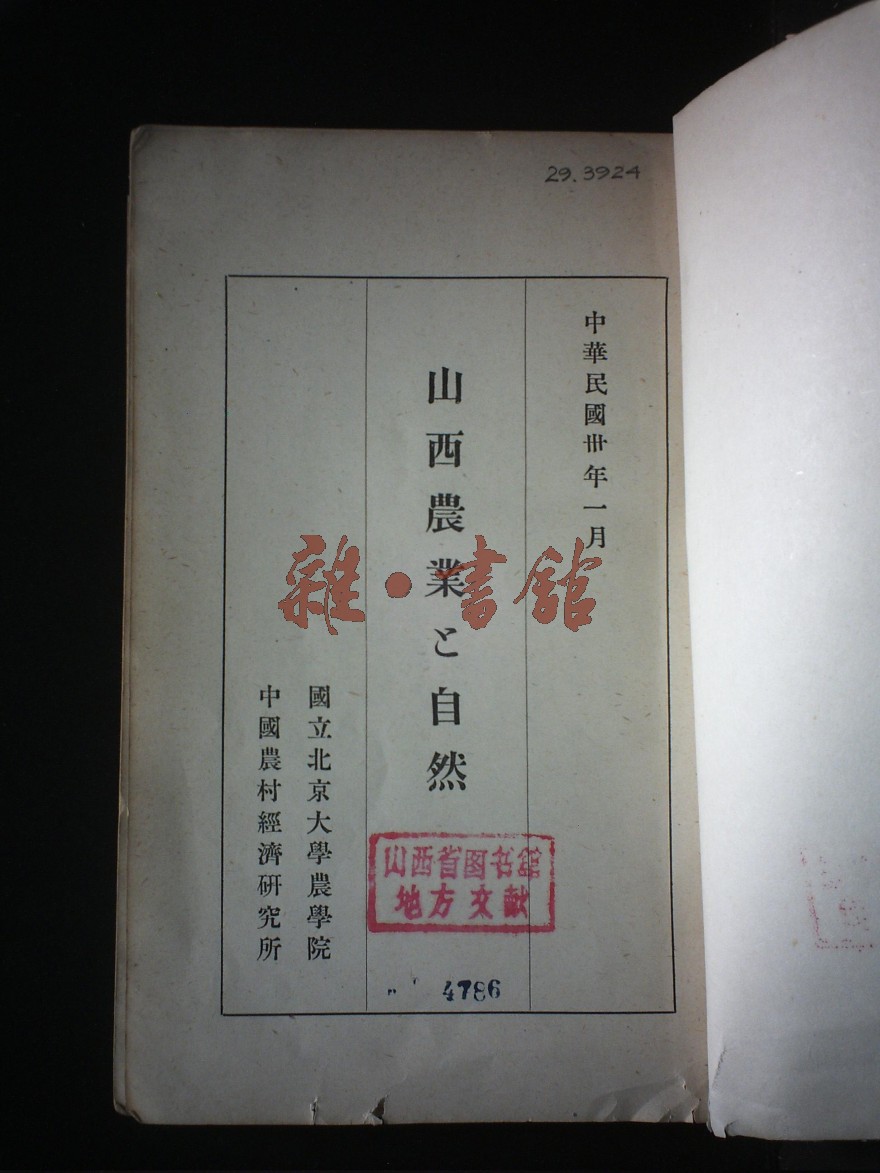 29.3924
中華民國卅年一月
山西農業と自然
國立北京大學農學院
中國農村經濟研究所
山西省图书馆
地方文献
4786
雜·書館